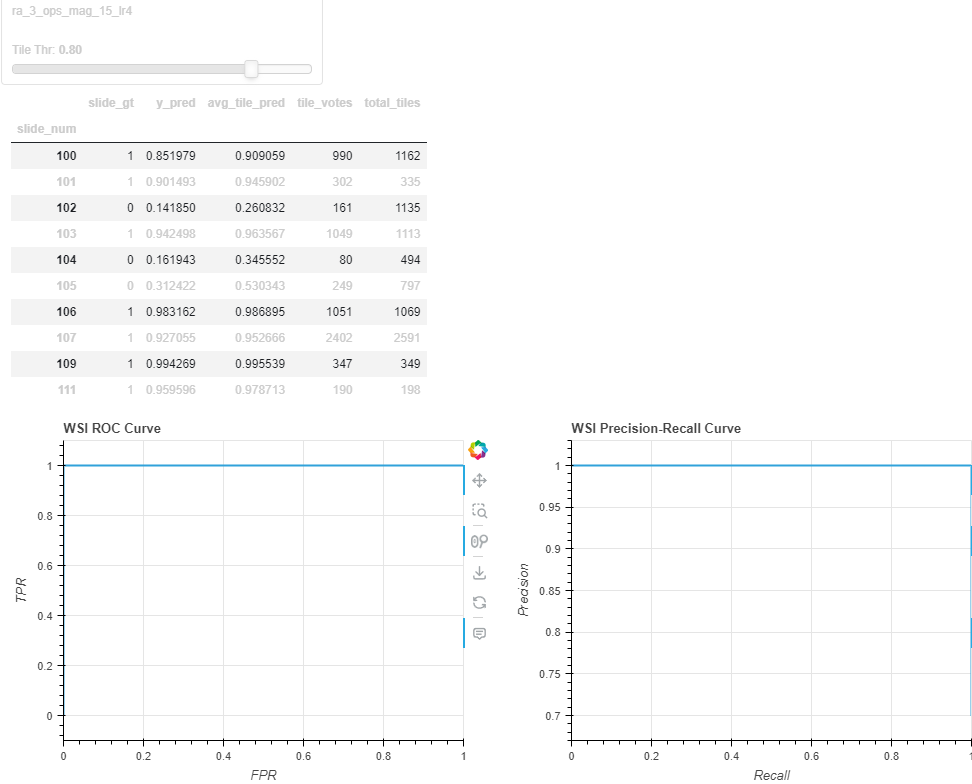 ra_3_ops_mag_15_lr4
Tile Thr: 0.80
slide_gt y_pred avg_tile_pred tile_votes total_tiles
slide_num
100 1 0.851979 0.909059 990 1162
101 1 0.901493 0.945902 302 335
102 0 0.141850 0.260832 161 1135
103 1 0.942498 0.963567 1049 1113
104 0 0.161943 0.345552 80 494
105 0 0.312422 0.530343 249 797
106 1 0.983162 0.986895 1051 1069
107 1 0.927055 0.952666 2402 2591
109 1 0.994269 0.995539 347 349
111 1 0.959596 0.978713 190 198
WSI ROC Curve
1
0.8
0.6
0.4
0.2
0
TPR
0 0.2 0.4 0.6 0.8 1
FPR
WSI Precision-Recall Curve
1
0.95
0.9
0.85
0.8
0.75
0.7
Precision
0 0.2 0.4 0.6 0.8 1
Recall